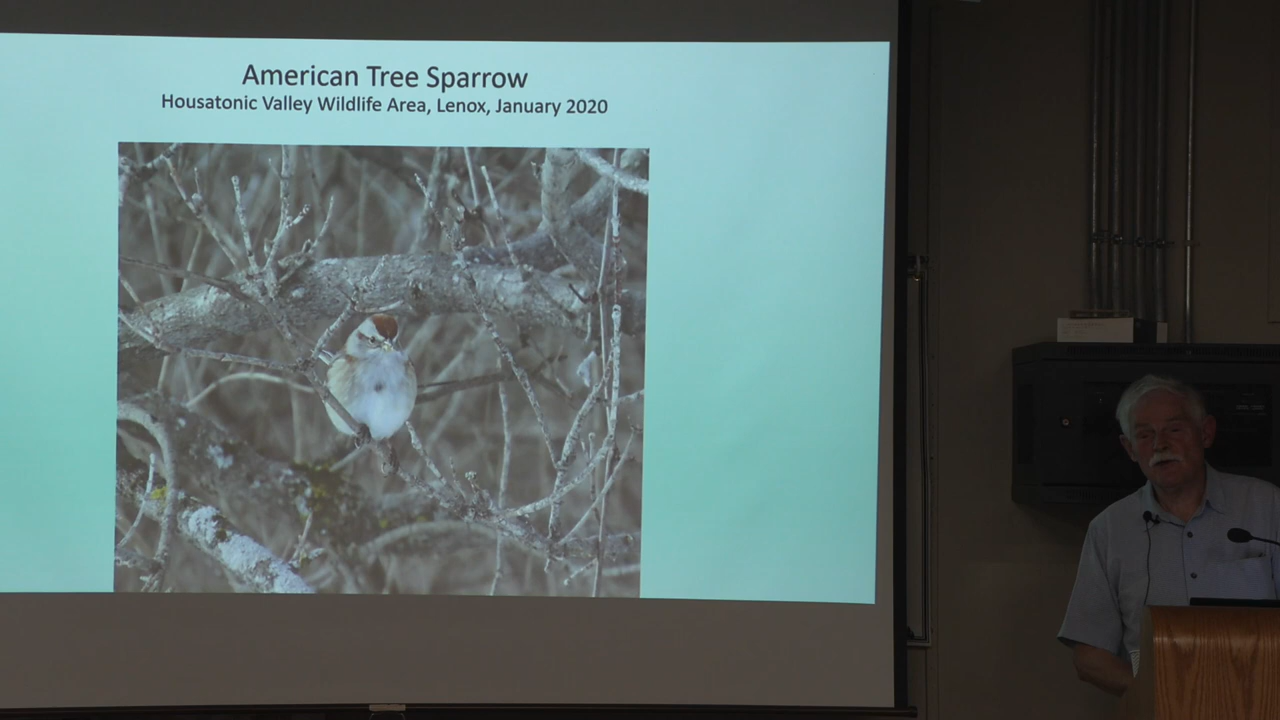 American Tree Sparrow
Housatonic Valley Wildlife Area, Lenox, January 2020